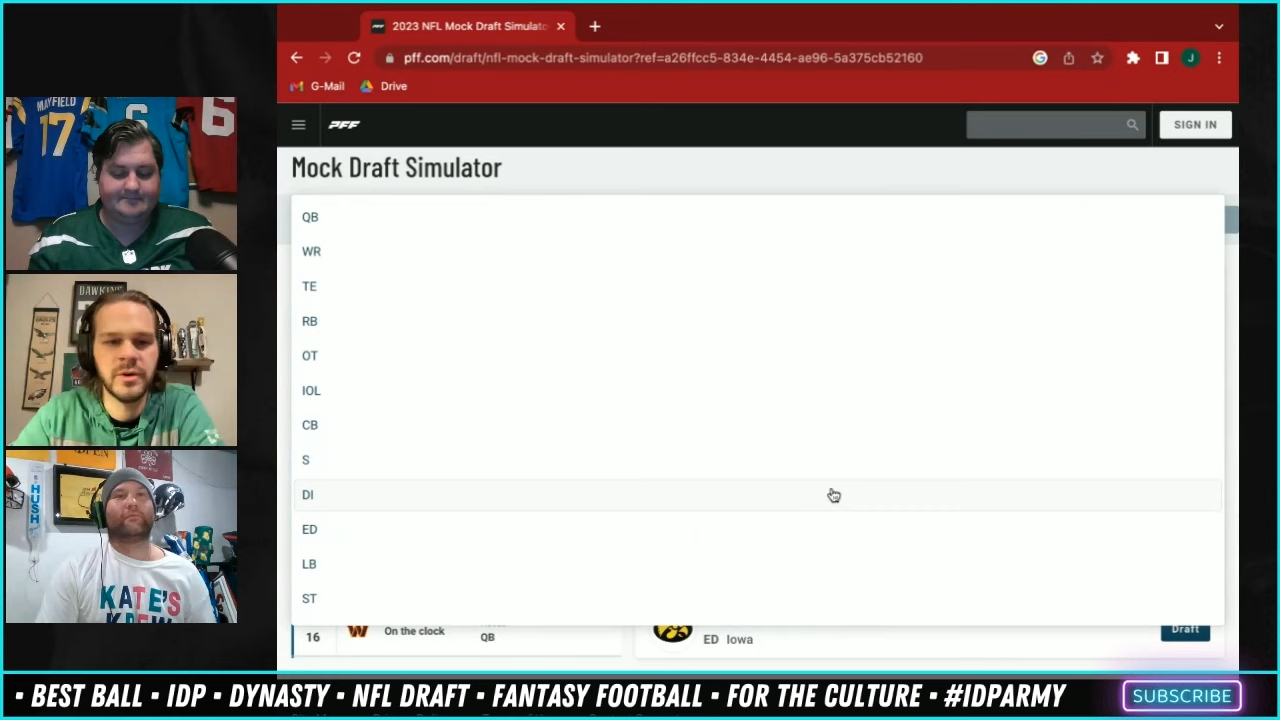 2023 NFL Mock Draft Simulato
pff.com/draft/nfl-mock-draft-simulator?ref=a26ffcc5-834e-4454-ae96-5a375cb52160
J
G-Mail
Drive
PFF
SIGN IN
Mock Draft Simulator
QB
WR
TE
RB
OT
IOL
CB
S
DI
ED
LB
ST
16
On the clock
QB
ED Iowa
Draft
MAYFIELD
17
6
6
DAWKINS
HUSH
KATE'S
KREW
• BEST BALL • IDP • DYNASTY • NFL DRAFT • FANTASY FOOTBALL • FOR THE CULTURE • #IDPARMY
SUBSCRIBE